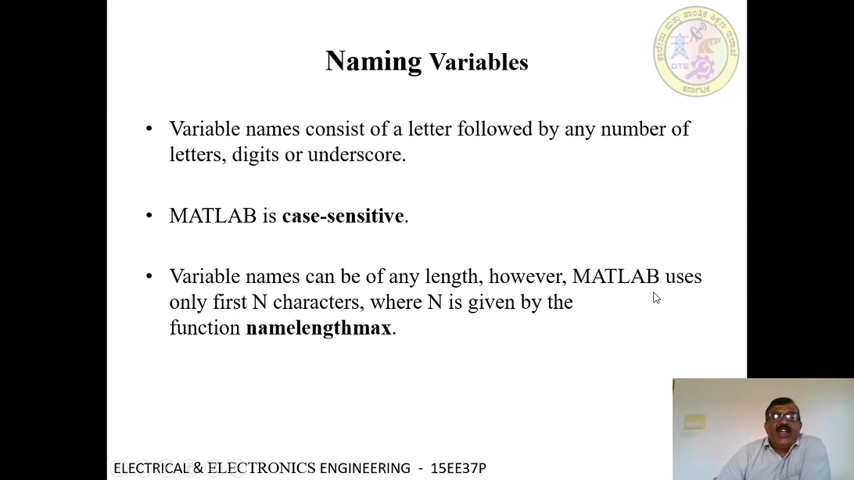 Naming Variables
DTE
• Variable names consist of a letter followed by any number of
letters, digits or underscore.
• MATLAB is case-sensitive.
• Variable names can be of any length, however, MATLAB uses
only first N characters, where N is given by the
function namelengthmax.
ELECTRICAL & ELECTRONICS ENGINEERING - 15EE37P